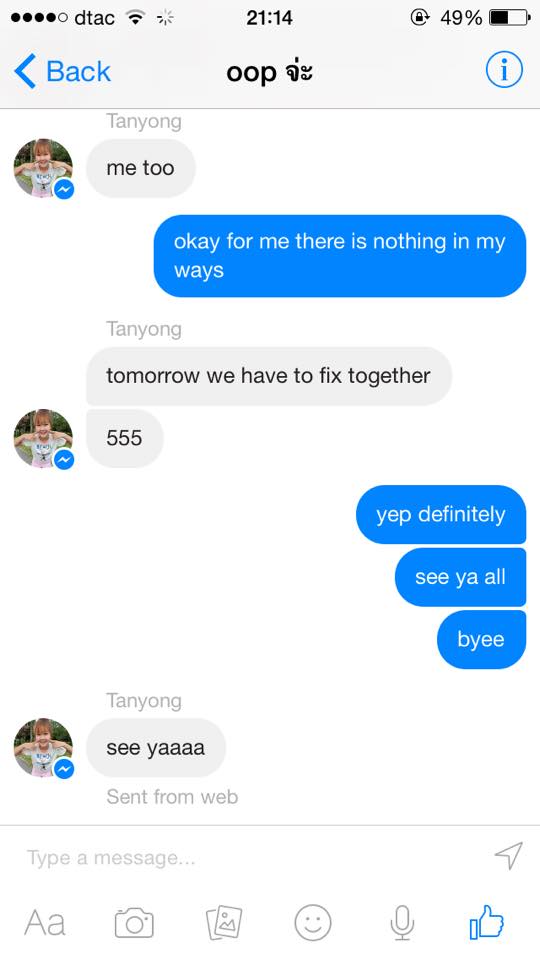 dtac 21:14 49%
Back oop จ่ะ
Tanyong
me too
okay for me there is nothing in my
ways
Tanyong
tomorrow we have to fix together
555
yep definitely
see ya all
byee
Tanyong
see yaaaa
Sent from web
Type a message...
Aa